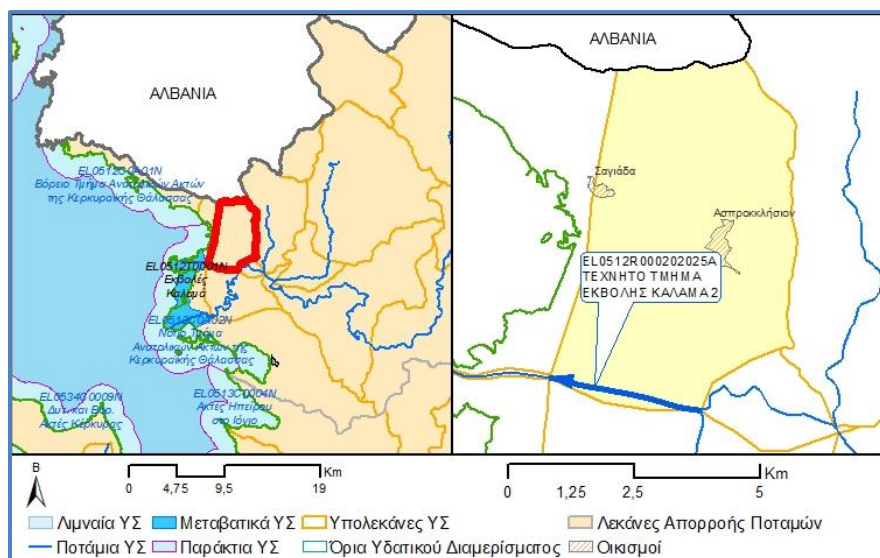 ΑΛΒΑΝΙΑ
EL0512C0A01N
Βόρειο Τμήμα Ανατολικών Ακτών
της Κερκυραϊκής Θάλασσας
EL0512T0001N
Εκβολές
Καλαμά
Νότιο Τμήμα
Ανατολικών Ακτών της
Κερκυραϊκής Θάλασσας
EL0534C0009N
Δυτ. και Βορ.
Ακτές Κέρκυρας
EL0513C0004N
Ακτές Ηπείρου
στο Ιόνιο
ΑΛΒΑΝΙΑ
Σαγιάδα
Ασπροκκλήσιον
EL0512R000202025A
ΤΕΧΝΗΤΟ ΤΜΗΜΑ
ΕΚΒΟΛΗΣ ΚΑΛΑΜΑ 2
Β
Km
0 4,75 9,5 19
Km
0 1,25 2,5 5
Λιμναία ΥΣ Μεταβατικά ΥΣ Υπολεκάνες ΥΣ Λεκάνες Απορροής Ποταμών
Ποτάμια ΥΣ Παράκτια ΥΣ Όρια Υδατικού Διαμερίσματος Οικισμοί